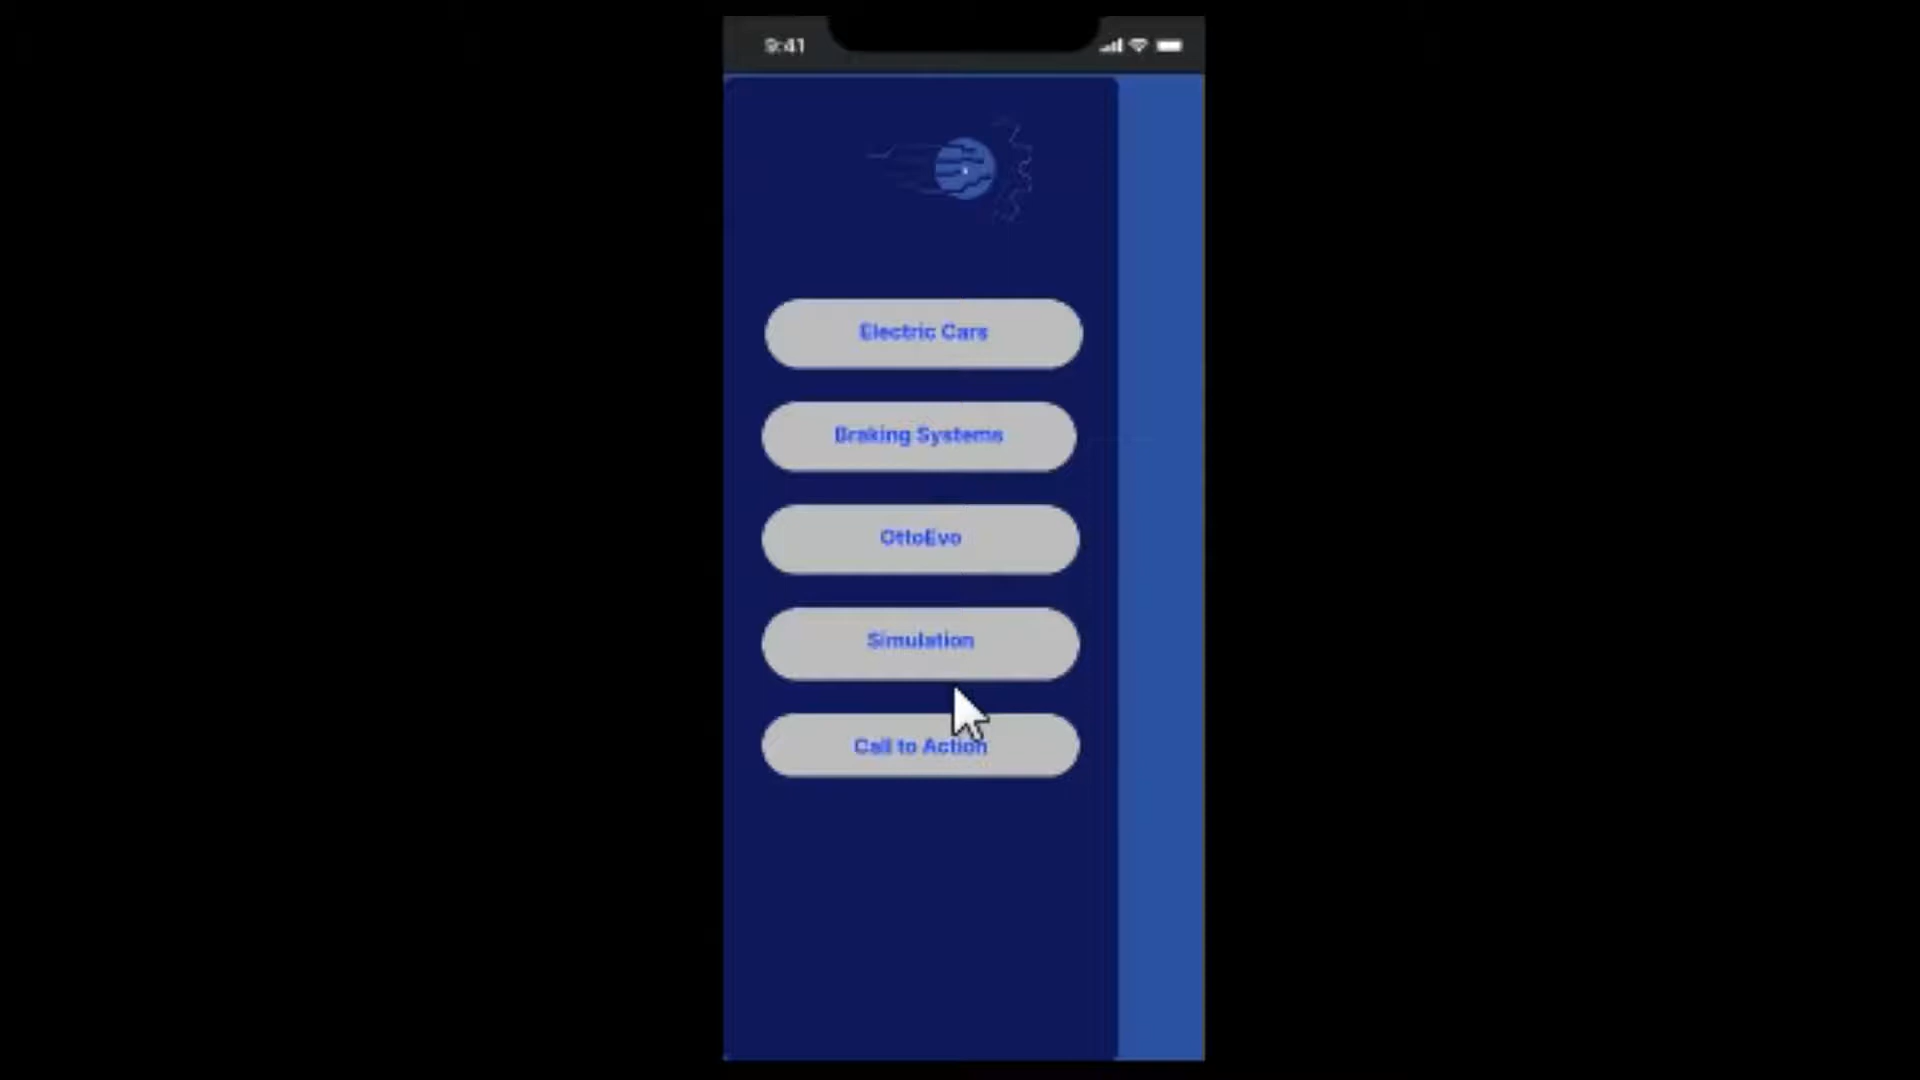 9:41
Electric Cars
Braking Systems
OttoEvo
Simulation
Call to Action